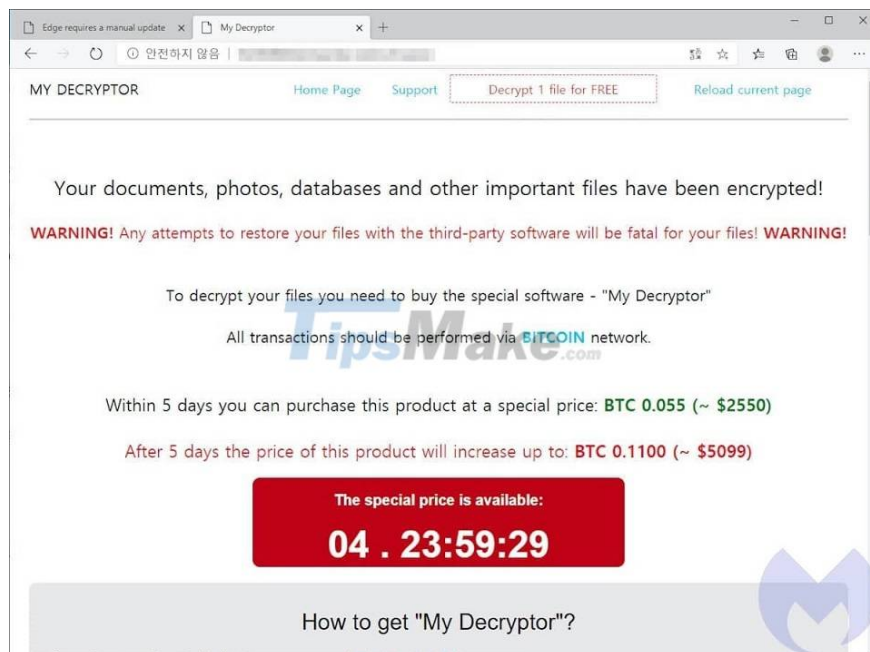 Edge requires a manual update
My Decryptor
안전하지 않음
MY DECRYPTOR
Home Page
Support
Decrypt 1 file for FREE
Reload current page
Your documents, photos, databases and other important files have been encrypted!
WARNING! Any attempts to restore your files with the third-party software will be fatal for your files! WARNING!
To decrypt your files you need to buy the special software - "My Decryptor"
All transactions should be performed via BITCOIN network.
TipsMake.com
Within 5 days you can purchase this product at a special price: BTC 0.055 (~ $2550)
After 5 days the price of this product will increase up to: BTC 0.1100 (~ $5099)
The special price is available:
04 . 23:59:29
How to get "My Decryptor"?